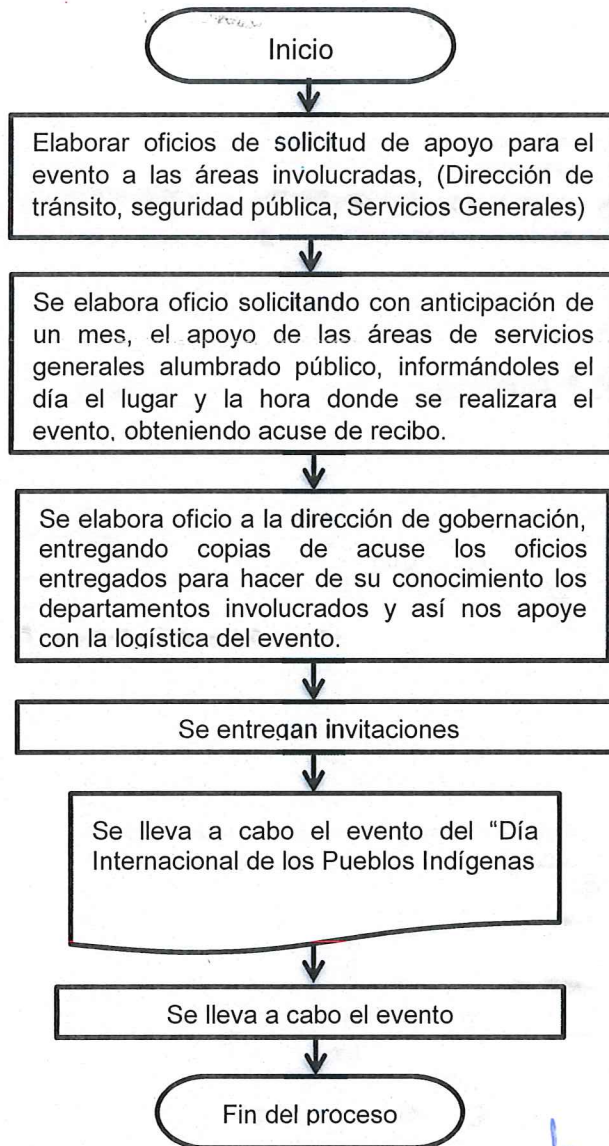 Inicio
Elaborar oficios de solicitud de apoyo para el
evento a las áreas involucradas, (Dirección de
tránsito, seguridad pública, Servicios Generales)
Se elabora oficio solicitando con anticipación de
un mes, el apoyo de las áreas de servicios
generales alumbrado público, informándoles el
día el lugar y la hora donde se realizara el
evento, obteniendo acuse de recibo.
Se elabora oficio a la dirección de gobernación,
entregando copias de acuse los oficios
entregados para hacer de su conocimiento los
departamentos involucrados y así nos apoye
con la logística del evento.
Se entregan invitaciones
Se lleva a cabo el evento del “Día
Internacional de los Pueblos Indígenas
Se lleva a cabo el evento
Fin del proceso